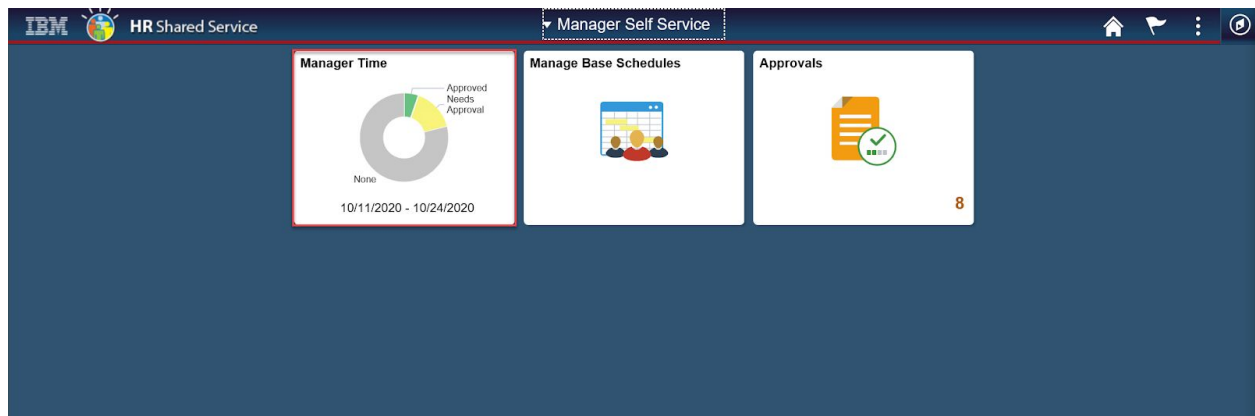 IBM HR Shared Service
Manager Self Service
Manager Time
Approved
Needs
Approval
None
10/11/2020 - 10/24/2020
Manage Base Schedules
Approvals
8